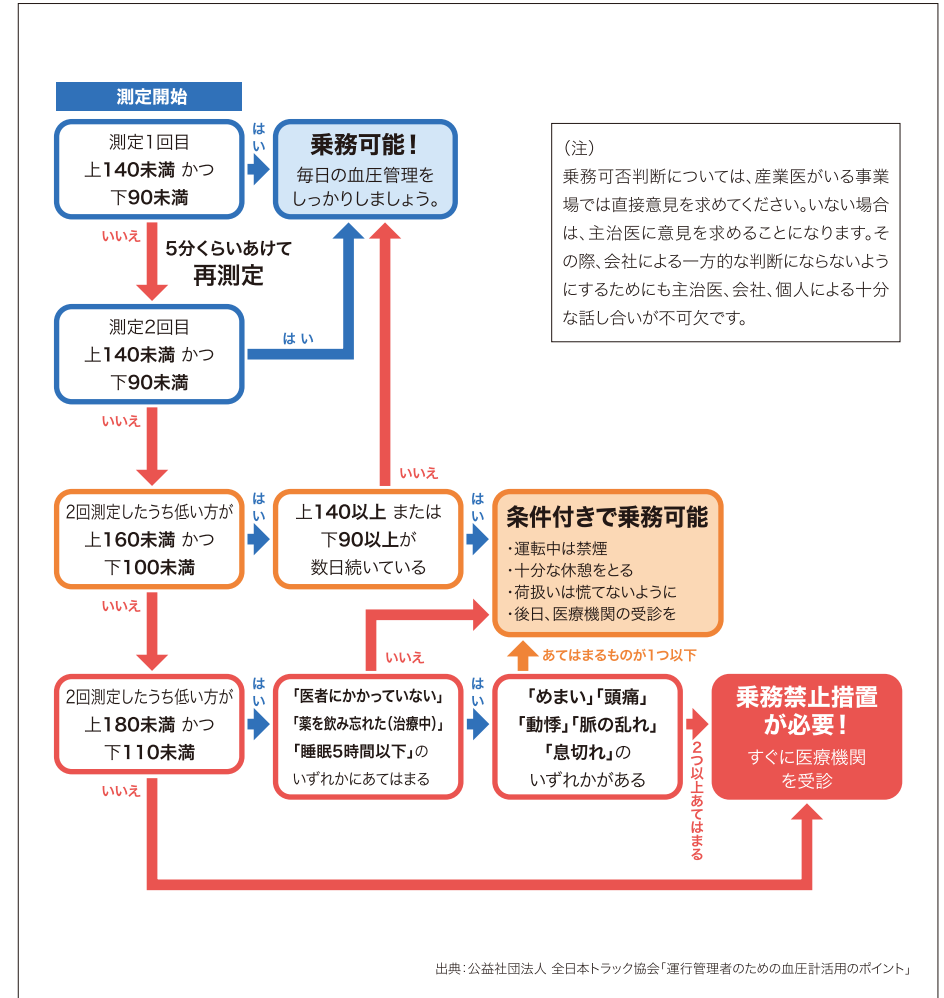 測定開始
測定1回目
上140未満 かつ
下90未満
はい
乗務可能！
毎日の血圧管理を
しっかりしましょう。
（注）
乗務可否判断については、産業医がいる事業
場では直接意見を求めてください。いない場合
は、主治医に意見を求めることになります。そ
の際、会社による一方的な判断にならないよう
にするためにも主治医、会社、個人による十分
な話し合いが不可欠です。
いいえ
5分くらいあけて
再測定
測定2回目
上140未満 かつ
下90未満
はい
いいえ
いいえ
2回測定したうち低い方が
上160未満 かつ
下100未満
はい
上140以上 または
下90以上が
数日続いている
はい
条件付きで乗務可能
・運転中は禁煙
・十分な休憩をとる
・荷扱いは慌てないように
・後日、医療機関の受診を
いいえ
いいえ
あてはまるものが1つ以下
2回測定したうち低い方が
上180未満 かつ
下110未満
はい
「医者にかかっていない」
「薬を飲み忘れた（治療中）」
「睡眠5時間以下」の
いずれかにあてはまる
はい
「めまい」「頭痛」
「動悸」「脈の乱れ」
「息切れ」の
いずれかがある
2つ以上あてはまる
乗務禁止措置
が必要！
すぐに医療機関
を受診
いいえ
出典：公益社団法人 全日本トラック協会「運行管理者のための血圧計活用のポイント」